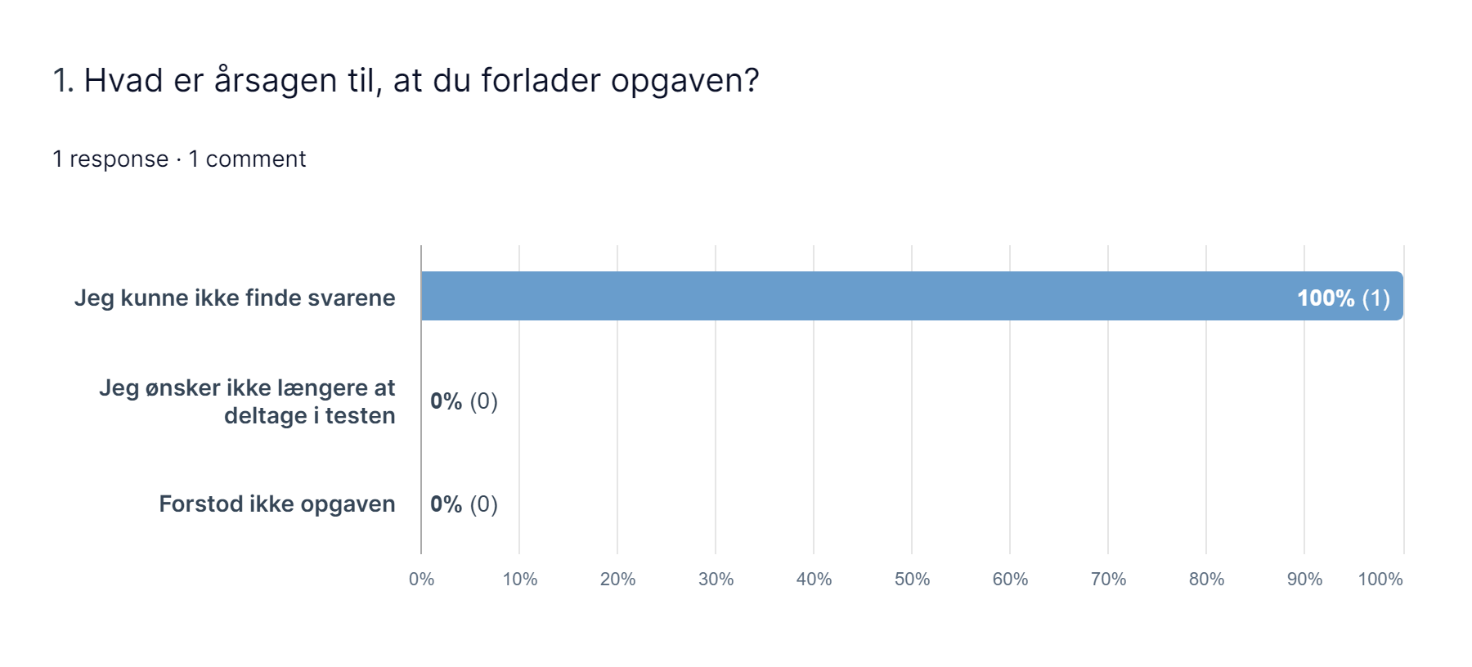 1. Hvad er årsagen til, at du forlader opgaven?
1 response · 1 comment
Jeg kunne ikke finde svarene
100% (1)
Jeg ønsker ikke længere at
deltage i testen
0% (0)
Forstod ikke opgaven
0% (0)
0% 10% 20% 30% 40% 50% 60% 70% 80% 90% 100%